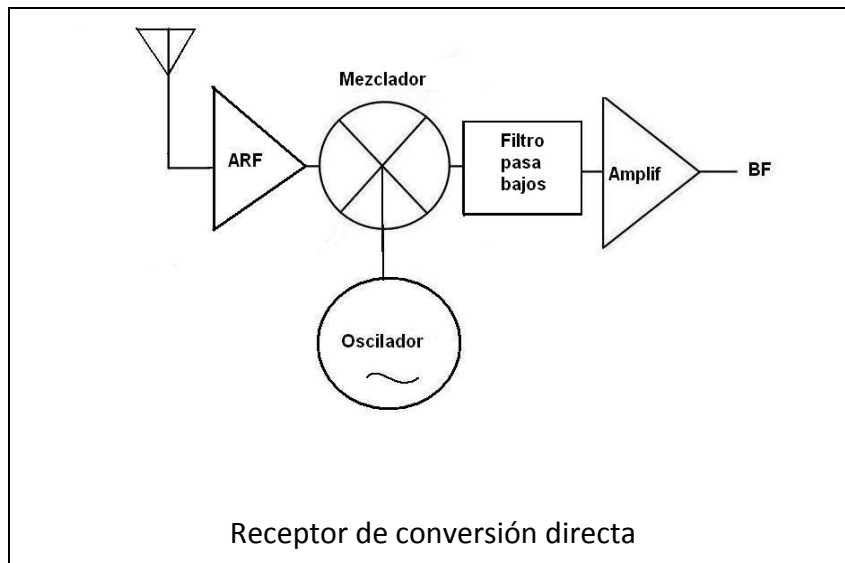 Mezclador
ARF
Filtro
pasa
bajos
Amplif
BF
Oscilador
Receptor de conversión directa